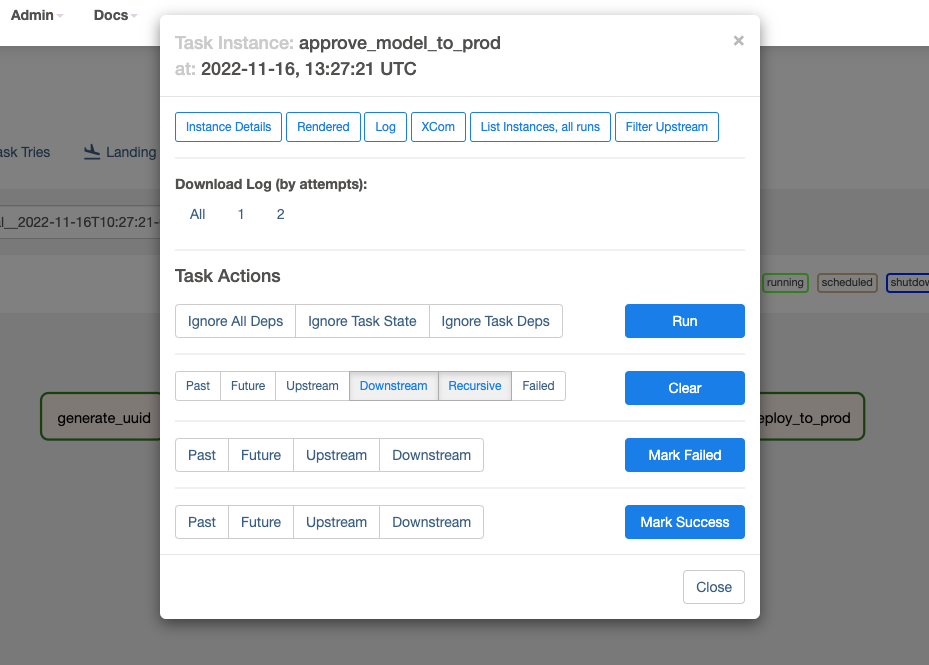 Admin Docs
Task Instance: approve_model_to_prod
at: 2022-11-16, 13:27:21 UTC
×
Instance Details Rendered Log XCom List Instances, all runs Filter Upstream
ask Tries Landing
Download Log (by attempts):
All 1 2
l__2022-11-16T10:27:21-
Task Actions
running scheduled shutdow
Ignore All Deps Ignore Task State Ignore Task Deps Run
Past Future Upstream Downstream Recursive Failed Clear
generate_uuid
eploy_to_prod
Past Future Upstream Downstream Mark Failed
Past Future Upstream Downstream Mark Success
Close